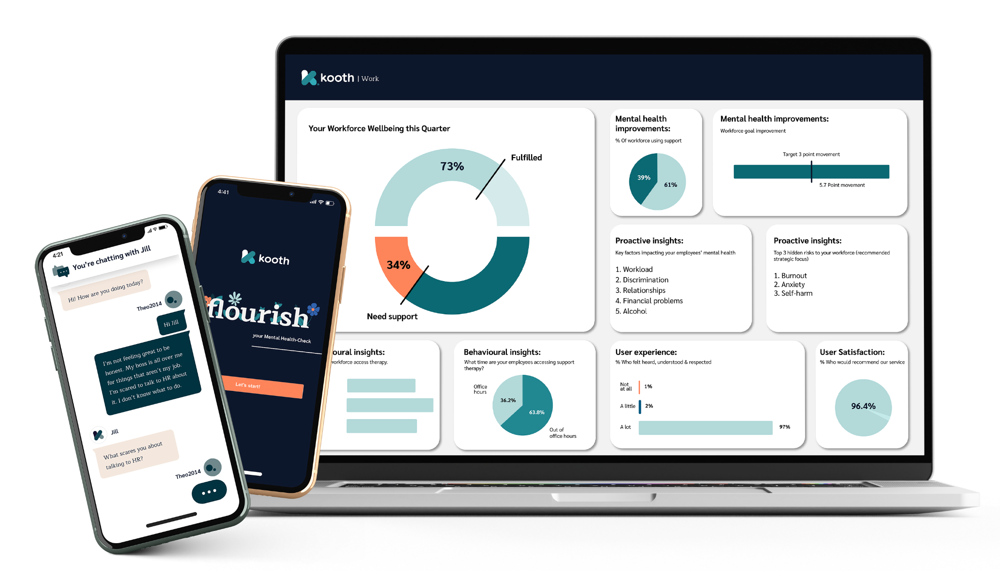 4:21
You're chatting with Jill
Hi! How are you doing today?
Theo2014
Hi Jill
I'm not feeling great to be
honest. My boss is all over me
for things that aren't my job.
I'm scared to talk to HR about
it. I don't know what to do.
Jill
What scares you about
talking to HR?
Theo2014
4:41
kooth
flourish
your Mental Health-Check
Let's start!
kooth | Work
Your Workforce Wellbeing this Quarter
73%
Fulfilled
34%
Need support
Mental health
improvements:
% Of workforce using support
39%
61%
Mental health improvements:
Workforce goal improvement
Target 3 point movement
5.7 Point movement
Proactive insights:
Key factors impacting your employees' mental health
1. Workload
2. Discrimination
3. Relationships
4. Financial problems
5. Alcohol
Proactive insights:
Top 3 hidden risks to your workforce (recommended
strategic focus)
1. Burnout
2. Anxiety
3. Self-harm
oural insights:
workforce access therapy.
Behavioural insights:
What time are your employees accessing support
therapy?
Office
hours
36.2%
63.8%
Out of
office hours
User experience:
% Who felt heard, understood & respected
Not
at all
1%
A little
2%
A lot
97%
User Satisfaction:
% Who would recommend our service
96.4%